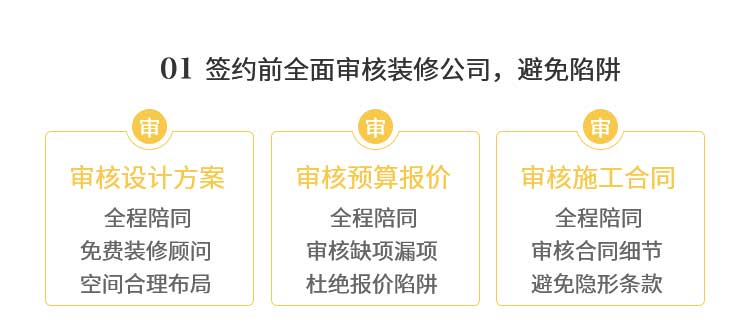 01 签约前全面审核装修公司，避免陷阱
审 审 审
审核设计方案 审核预算报价 审核施工合同
全程陪同 全程陪同 全程陪同
免费装修顾问 审核缺项漏项 审核合同细节
空间合理布局 杜绝报价陷阱 避免隐形条款